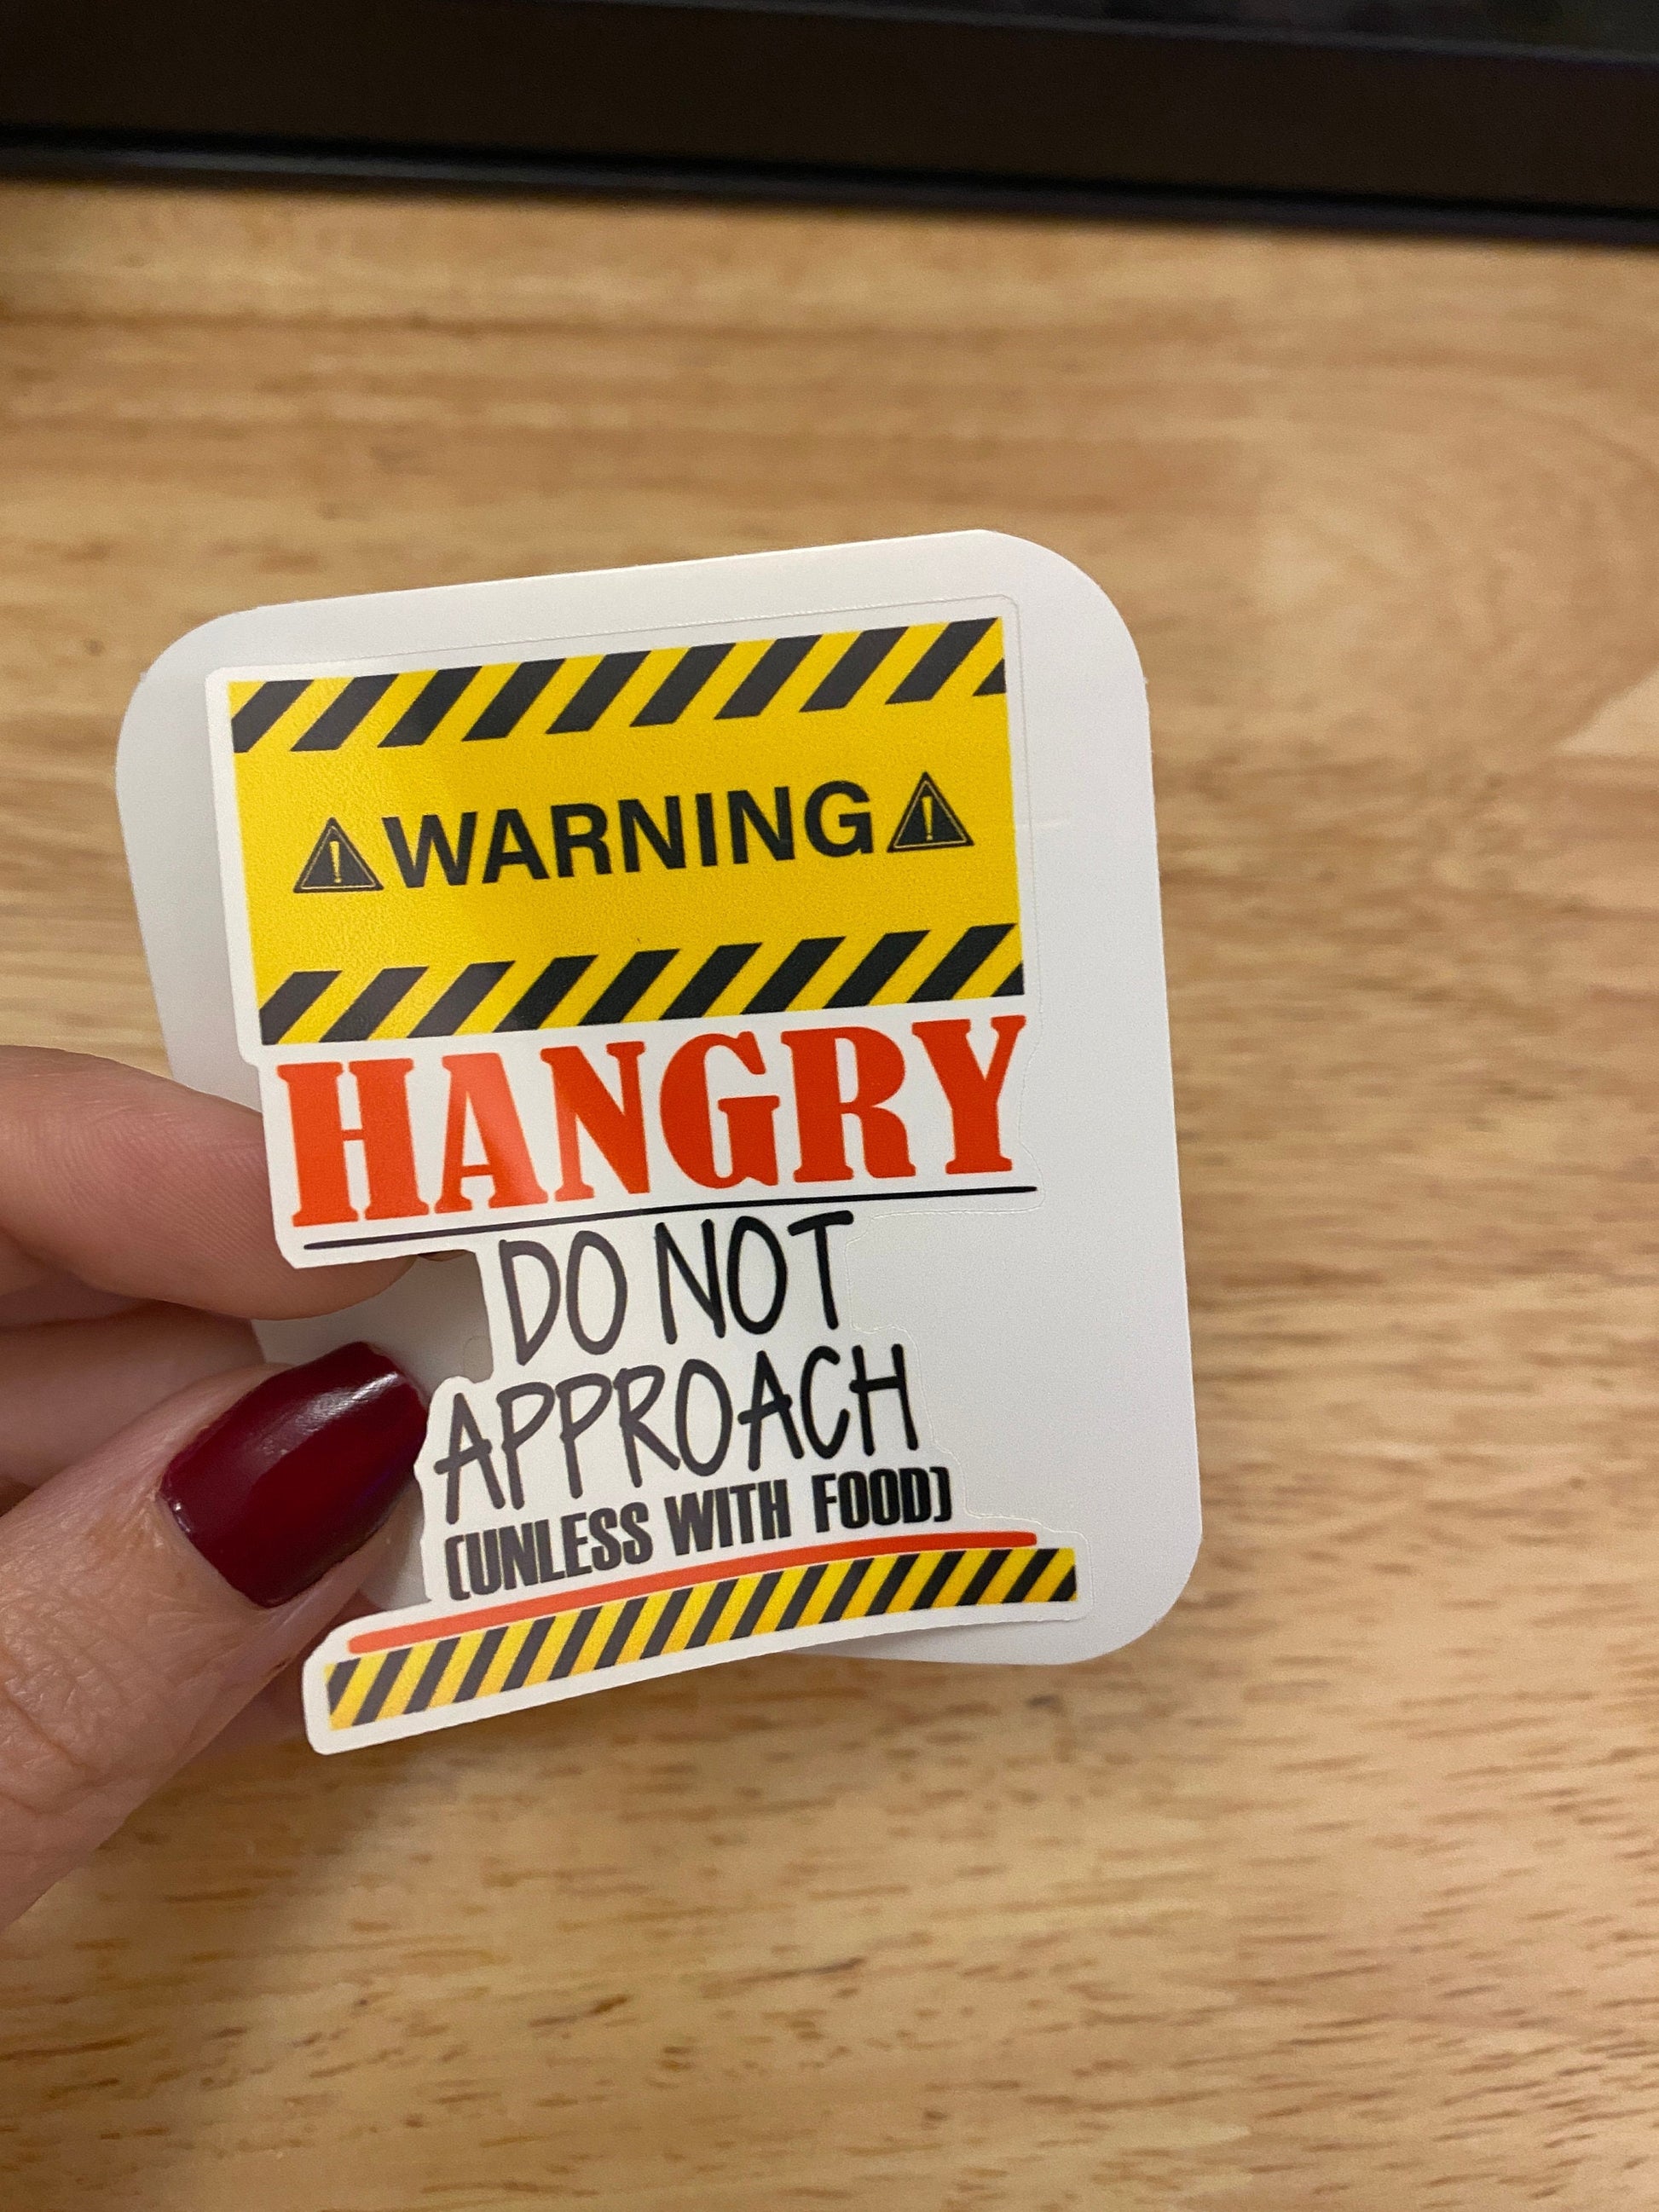 ⚠WARNING⚠
HANGRY
DO NOT
APPROACH
(UNLESS WITH FOOD)